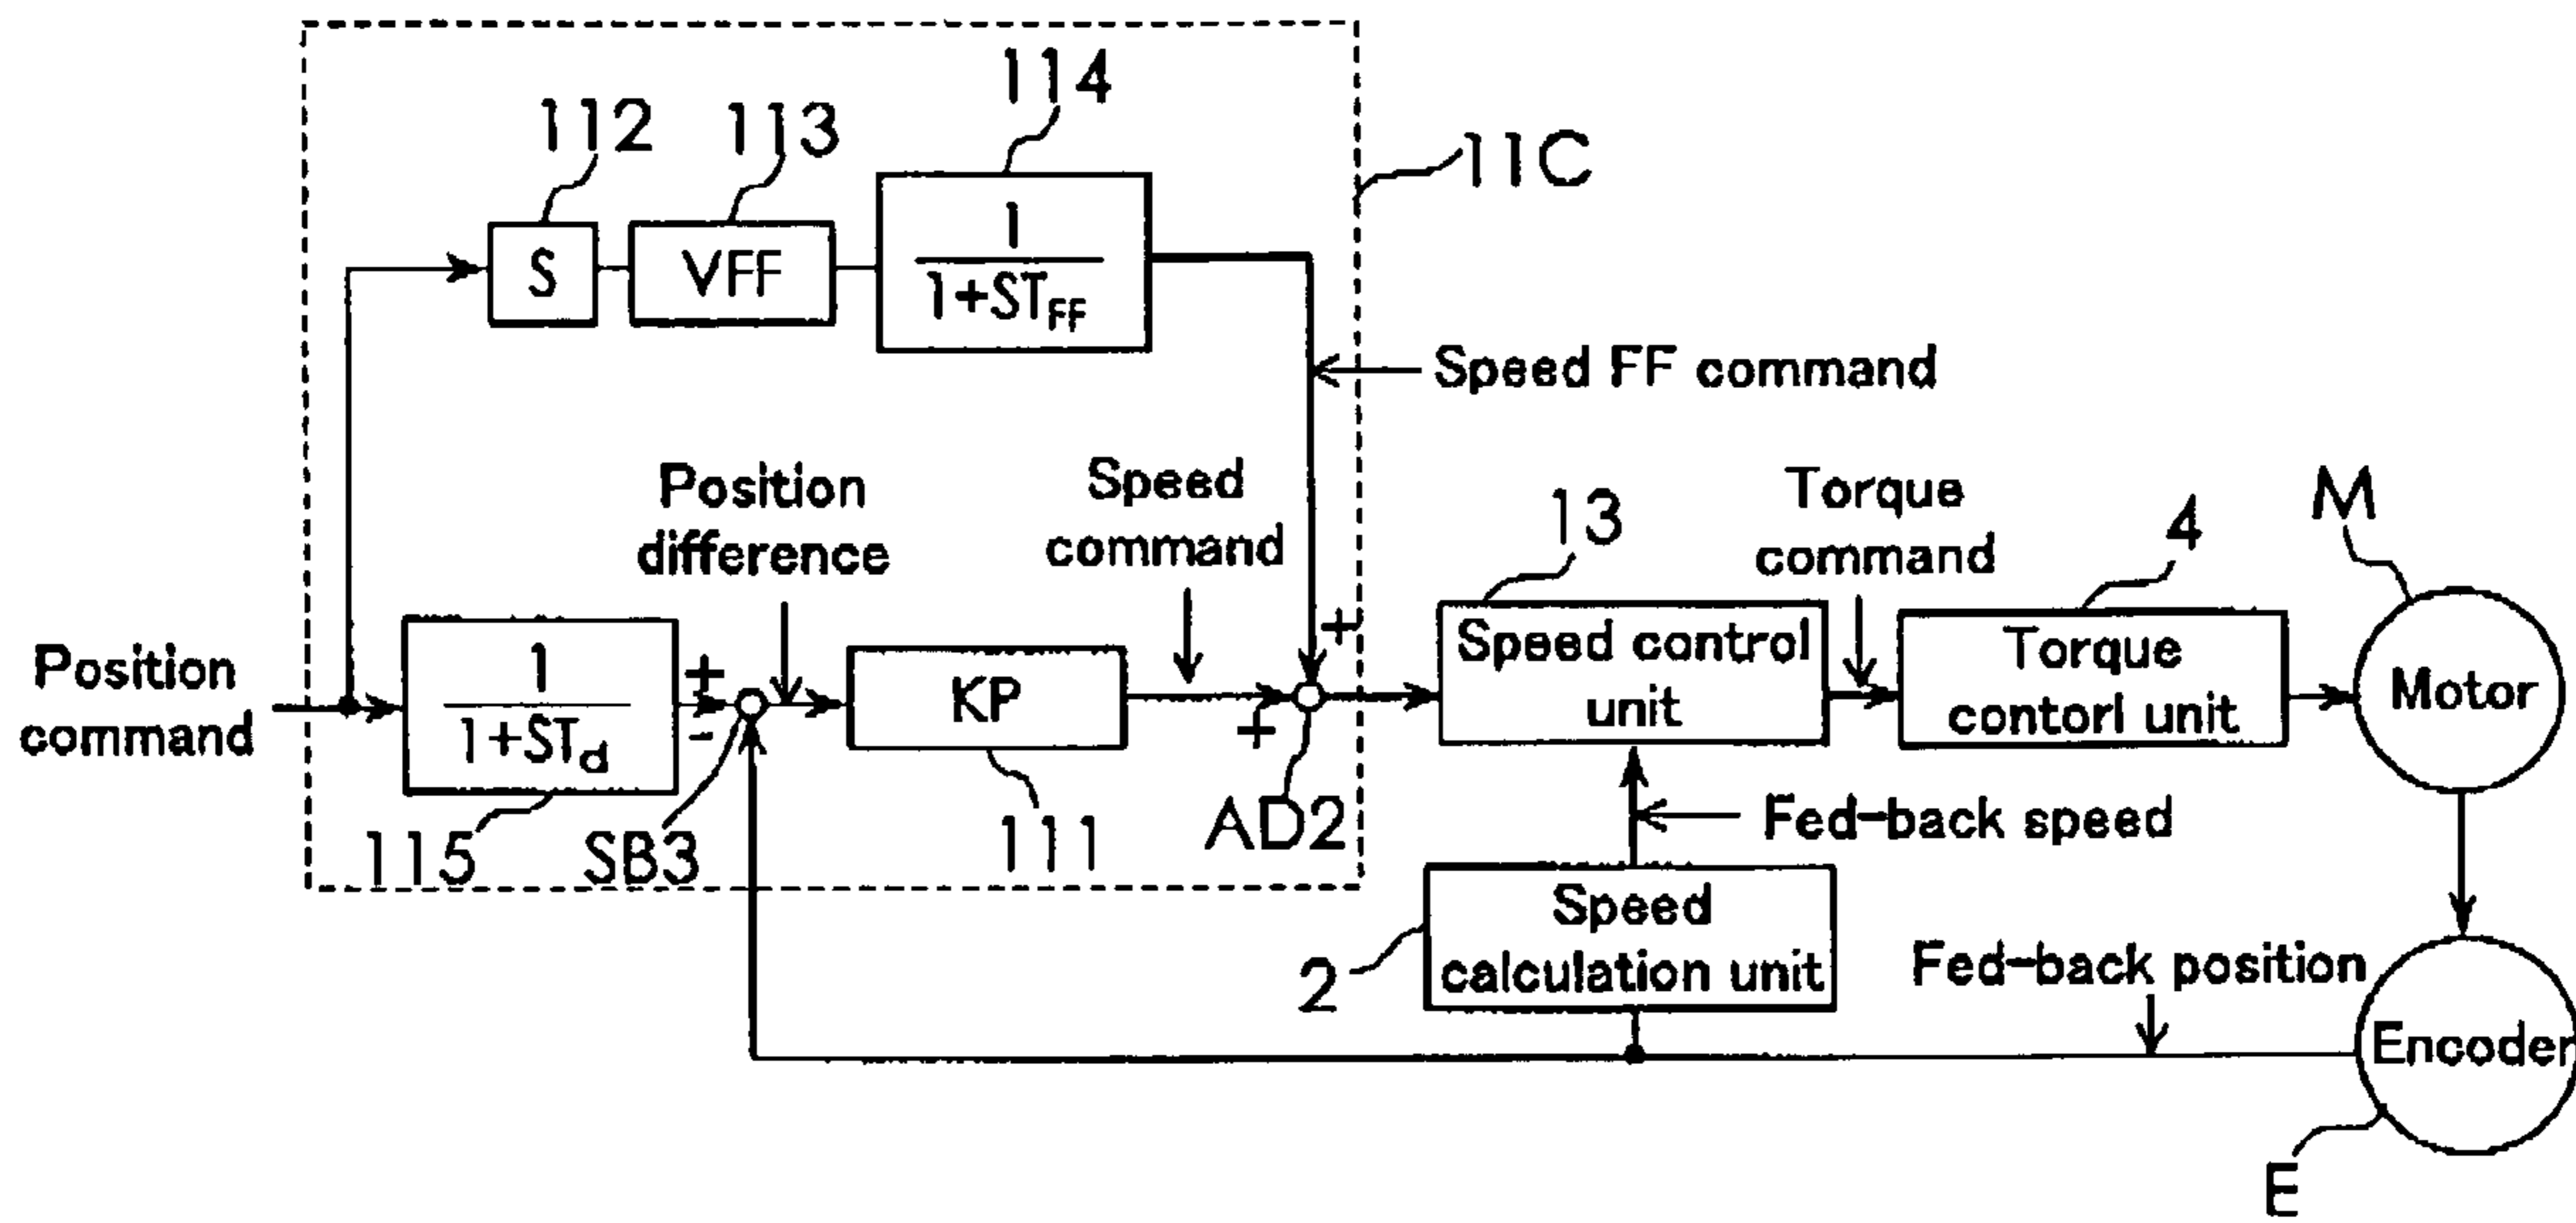 114
112
113
11C
S
VFF
1
1+STFF
Speed FF command
Position
difference
Speed
command
13
Torque
command
4
M
Position
command
1
1+STd
+
-
KP
+
+
Speed control
unit
Torque
contorl unit
Motor
115
SB3
111
AD2
Fed-back speed
2
Speed
calculation unit
Fed-back position
Encoder
E